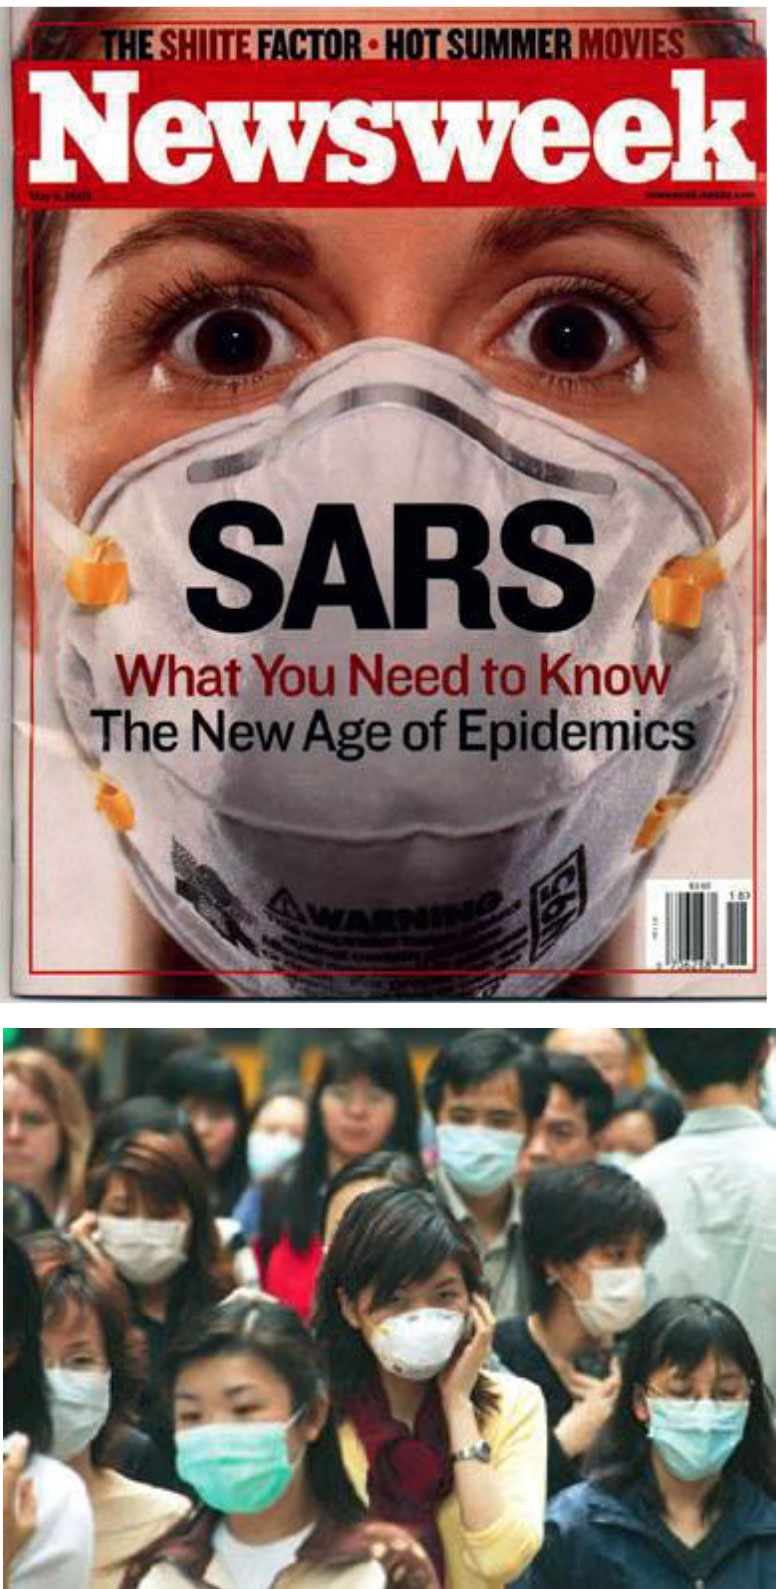 THE SHIITE FACTOR • HOT SUMMER MOVIES
Newsweek
SARS
What You Need to Know
The New Age of Epidemics
WARNING
N95